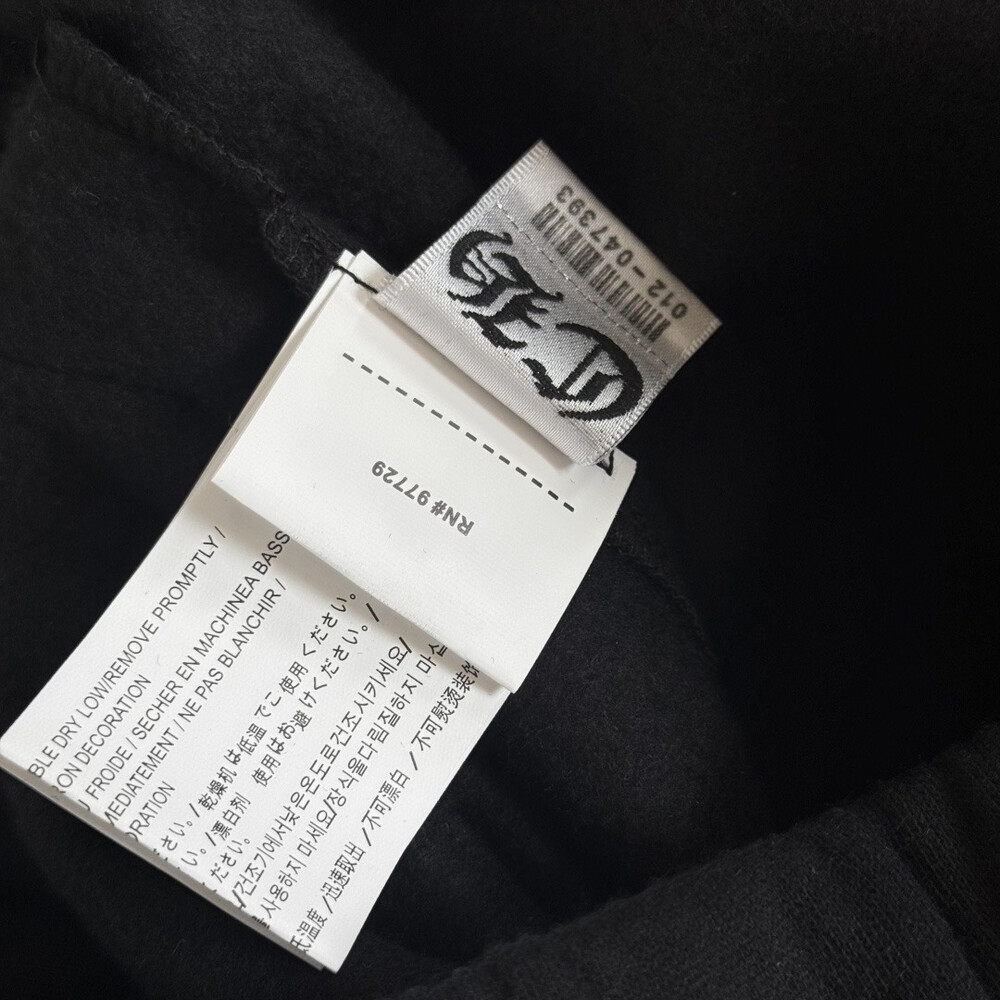 012-047393
RN# 97729
BLE DRY LOW/REMOVE PROMPTLY /
RON DECORATION
U FROIDE / SECHER EN MACHINEA BASS
MEDIATEMENT / NE PAS BLANCHIR /
ORATION
さい。/ 乾燥机は低温 でご 使用 ください。
い。/漂白剤 使用はお避 けください。/
ださい。
/건조기에서낮은온도로건조 시키세요/
사용하지 마세요/장식을다림질하지 마십
低温度 /迅速取出 /不可漂白 /不可熨烫装饰